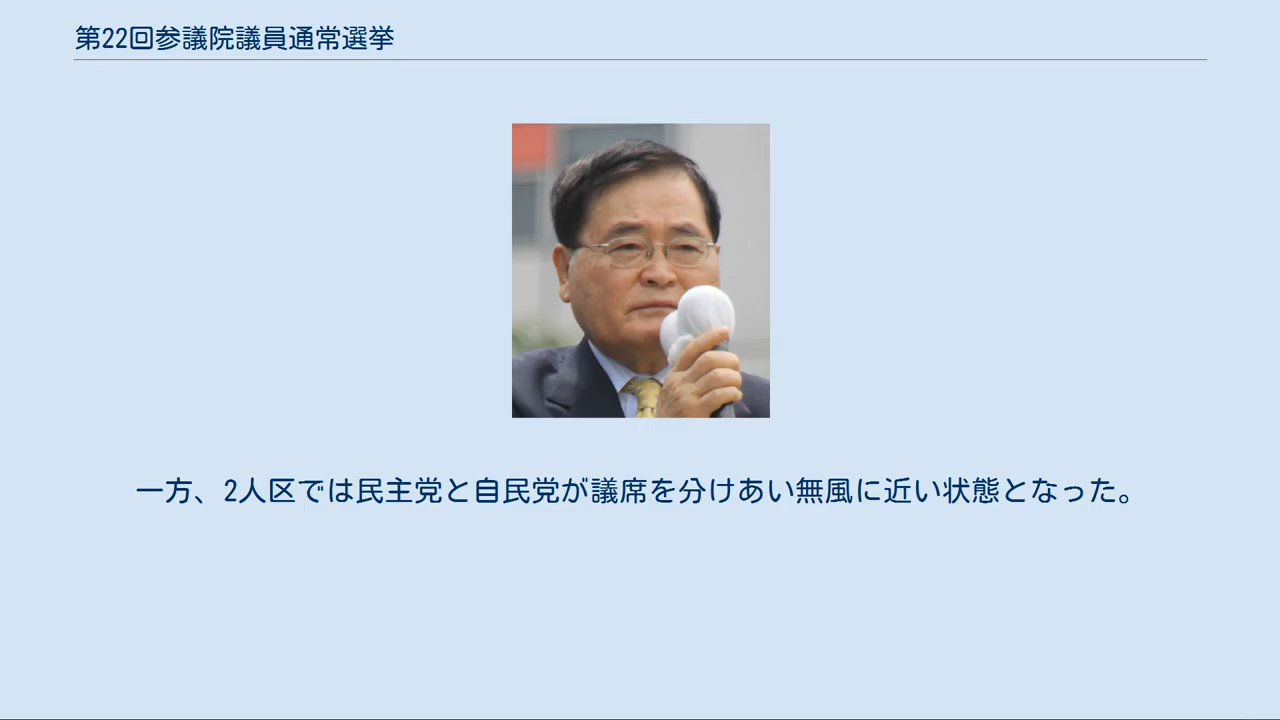 第22回参議院議員通常選挙
一方、2人区では民主党と自民党が議席を分けあい無風に近い状態となった。